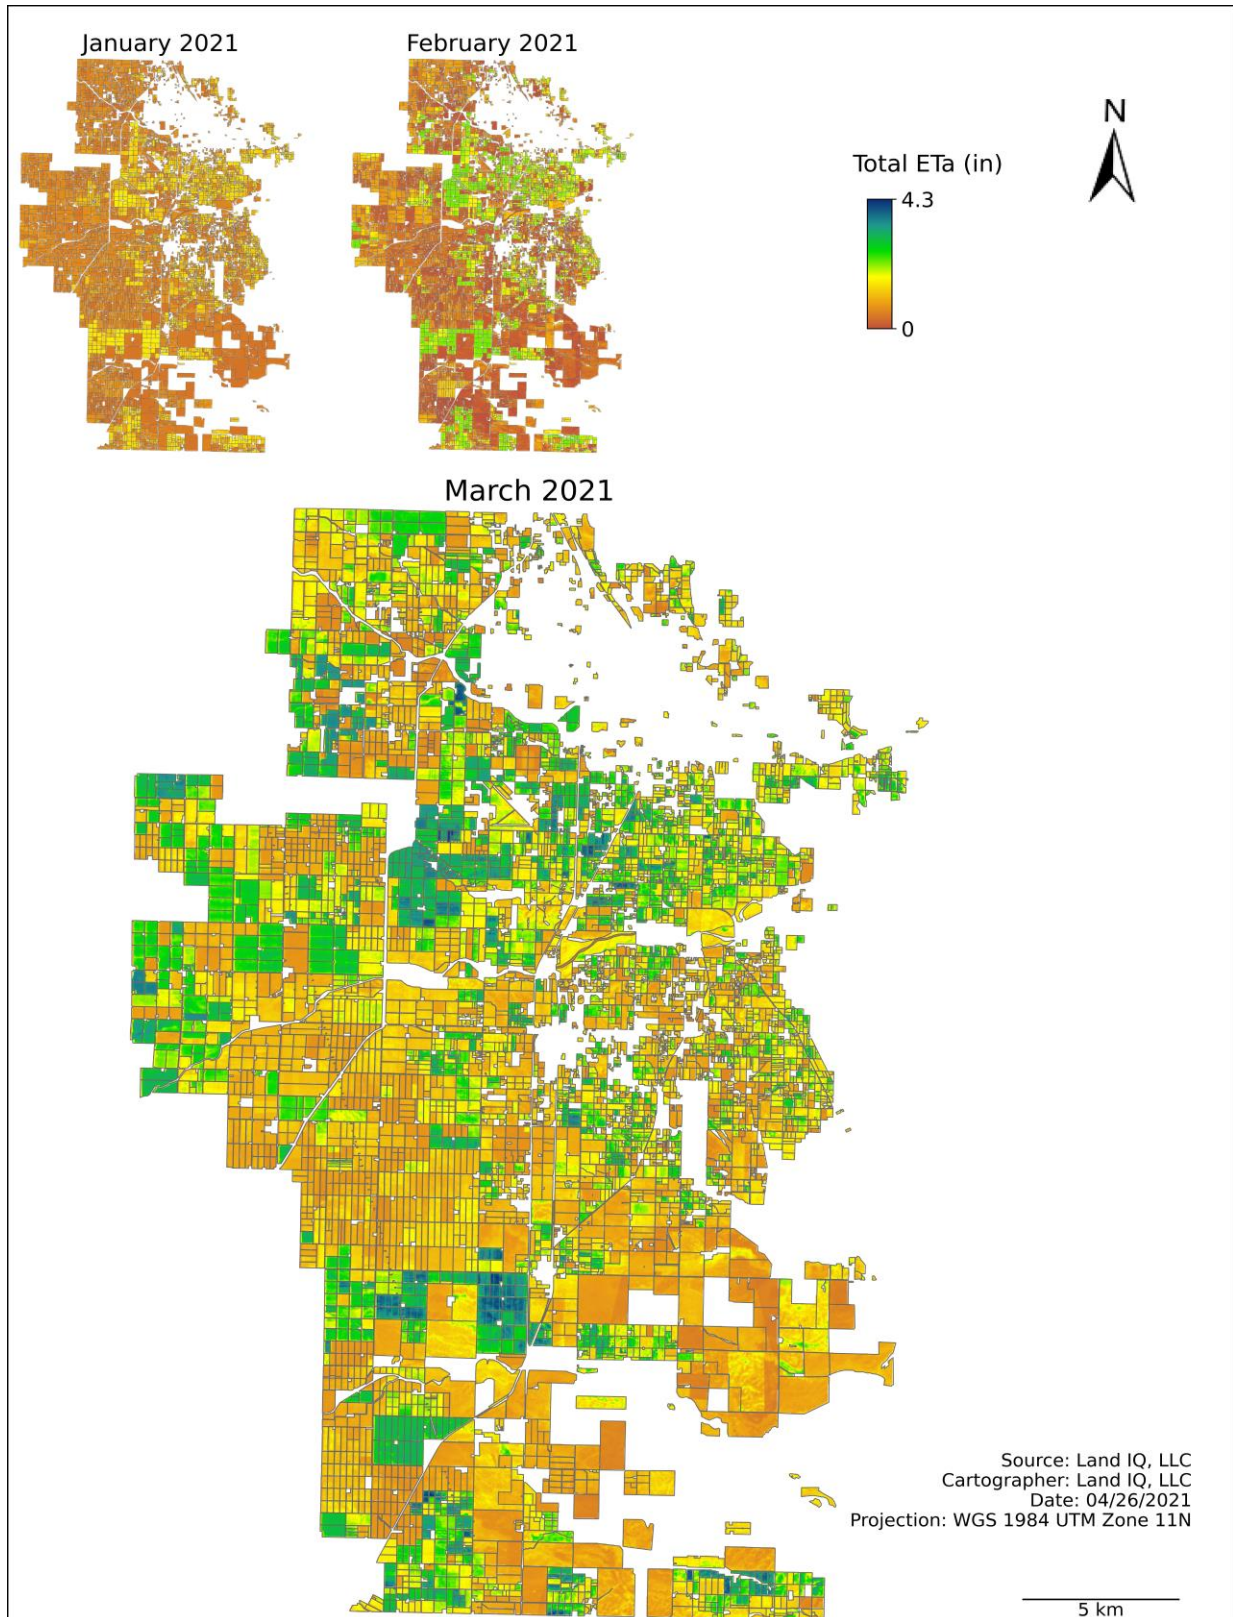 January 2021
February 2021
N
Total ETa (in)
4.3
0
March 2021
Source: Land IQ, LLC
Cartographer: Land IQ, LLC
Date: 04/26/2021
Projection: WGS 1984 UTM Zone 11N
5 km